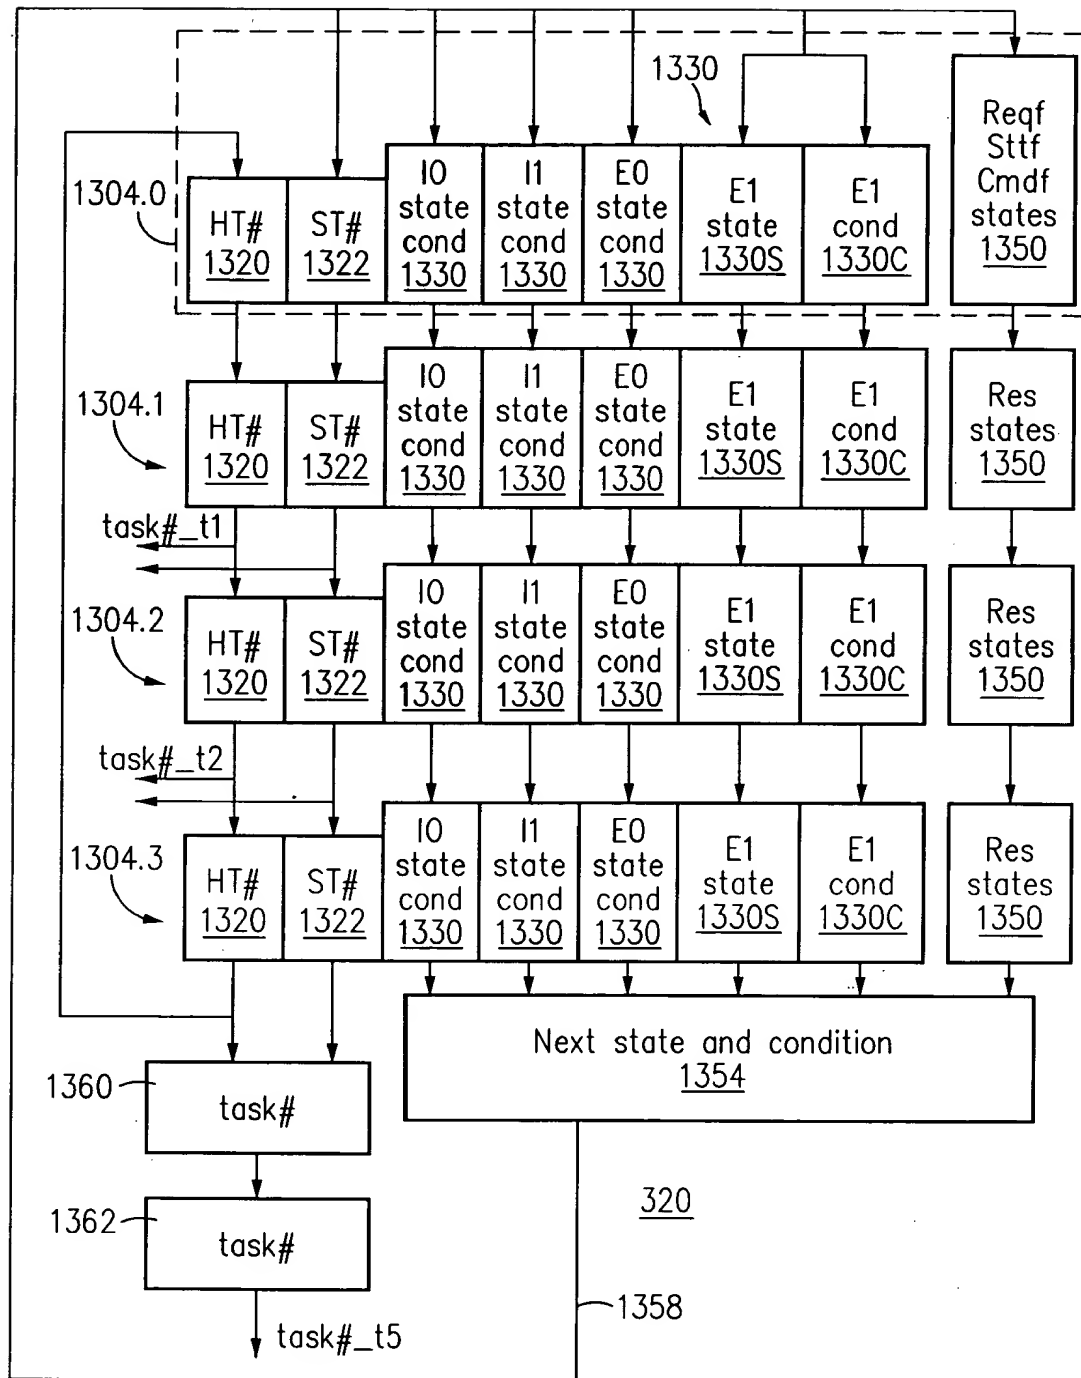 1330
Reqf
Sttf
Cmdf
states
1350
1304.0
HT#
1320
ST#
1322
I0
state
cond
1330
I1
state
cond
1330
E0
state
cond
1330
E1
state
1330S
E1
cond
1330C
1304.1
HT#
1320
ST#
1322
I0
state
cond
1330
I1
state
cond
1330
E0
state
cond
1330
E1
state
1330S
E1
cond
1330C
Res
states
1350
task#_t1
1304.2
HT#
1320
ST#
1322
I0
state
cond
1330
I1
state
cond
1330
E0
state
cond
1330
E1
state
1330S
E1
cond
1330C
Res
states
1350
task#_t2
1304.3
HT#
1320
ST#
1322
I0
state
cond
1330
I1
state
cond
1330
E0
state
cond
1330
E1
state
1330S
E1
cond
1330C
Res
states
1350
Next state and condition
1354
1360
task#
1362
task#
320
1358
task#_t5